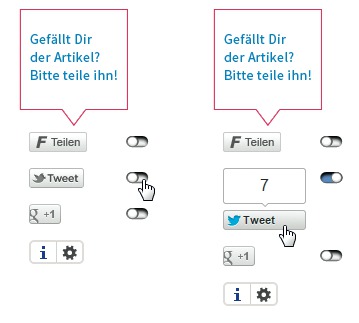 Gefällt Dir
der Artikel?
Bitte teile ihn!
F Teilen
Tweet
g +1
i
Gefällt Dir
der Artikel?
Bitte teile ihn!
F Teilen
7
Tweet
g +1
i